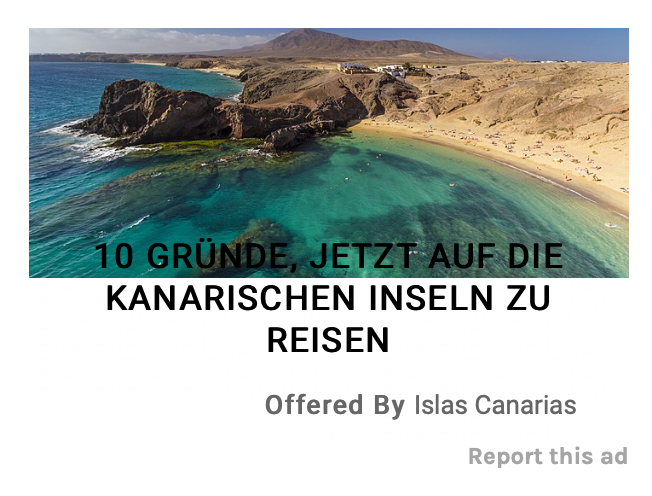 10 GRÜNDE, JETZT AUF DIE
KANARISCHEN INSELN ZU
REISEN
Offered By Islas Canarias
Report this ad